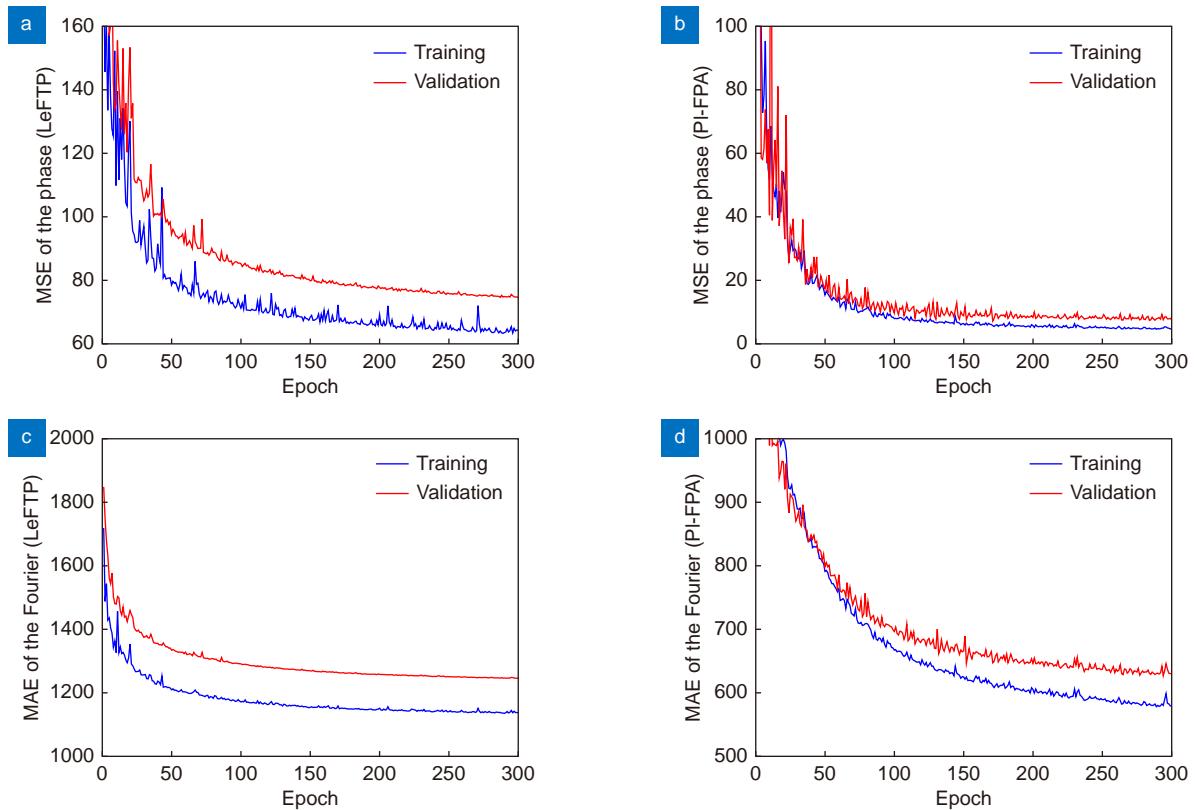 a
MSE of the phase (LeFTP)
160
140
120
100
80
60
Training
Validation
0 50 100 150 200 250 300
Epoch
b
MSE of the phase (PI-FPA)
100
80
60
40
20
0
Training
Validation
0 50 100 150 200 250 300
Epoch
c
MAE of the Fourier (LeFTP)
2000
1800
1600
1400
1200
1000
Training
Validation
0 50 100 150 200 250 300
Epoch
d
MAE of the Fourier (PI-FPA)
1000
900
800
700
600
500
Training
Validation
0 50 100 150 200 250 300
Epoch